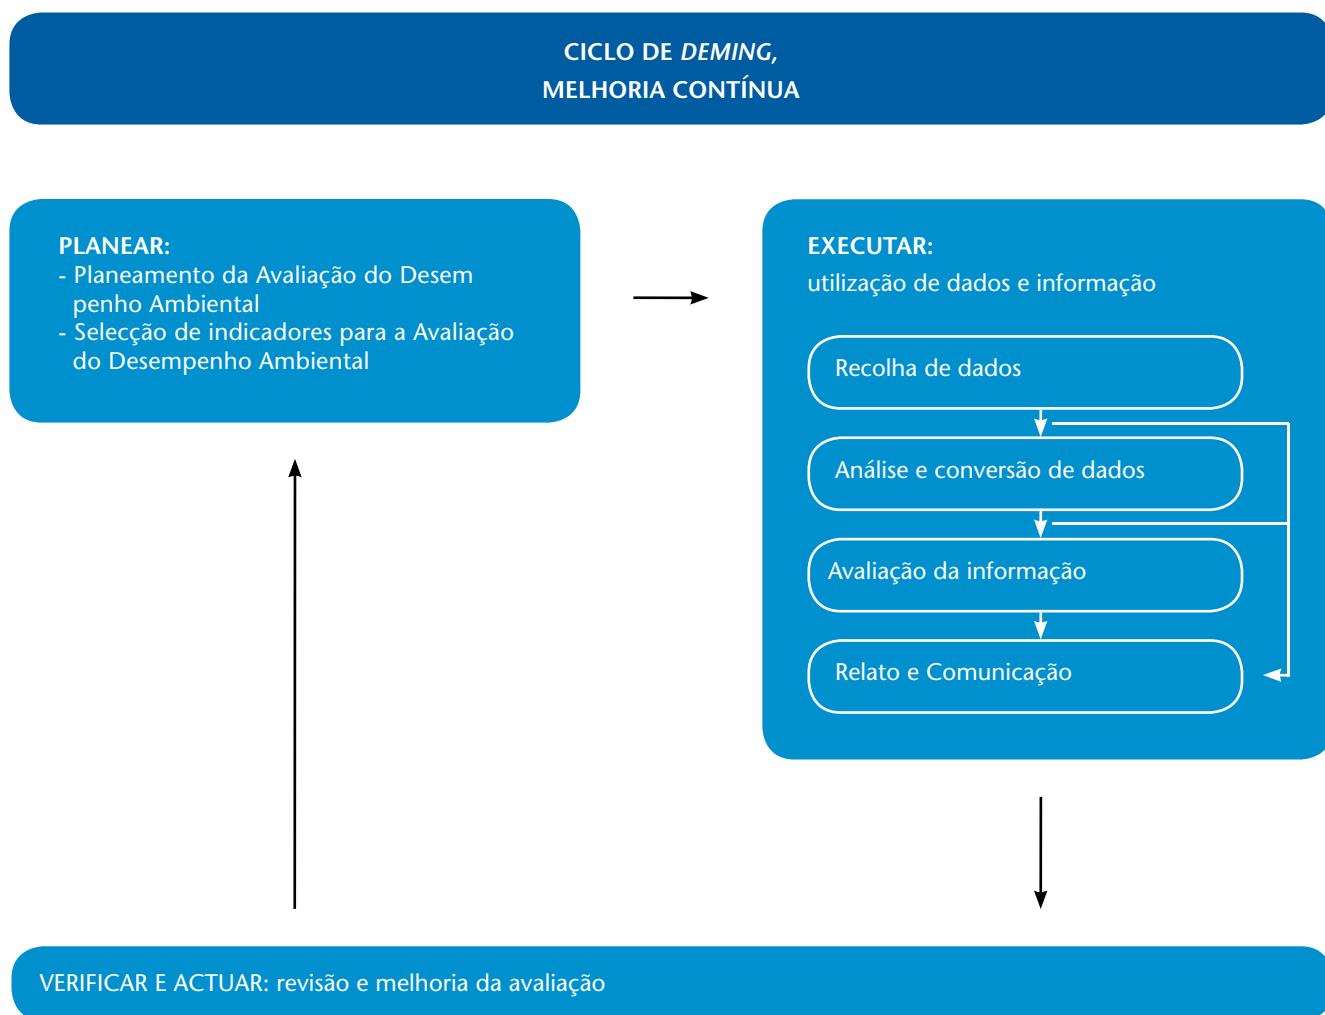 CICLO DE DEMING,
MELHORIA CONTÍNUA
PLANEAR:
- Planeamento da Avaliação do Desem
penho Ambiental
- Selecção de indicadores para a Avaliação
do Desempenho Ambiental
EXECUTAR:
utilização de dados e informação
Recolha de dados
Análise e conversão de dados
Avaliação da informação
Relato e Comunicação
VERIFICAR E ACTUAR: revisão e melhoria da avaliação